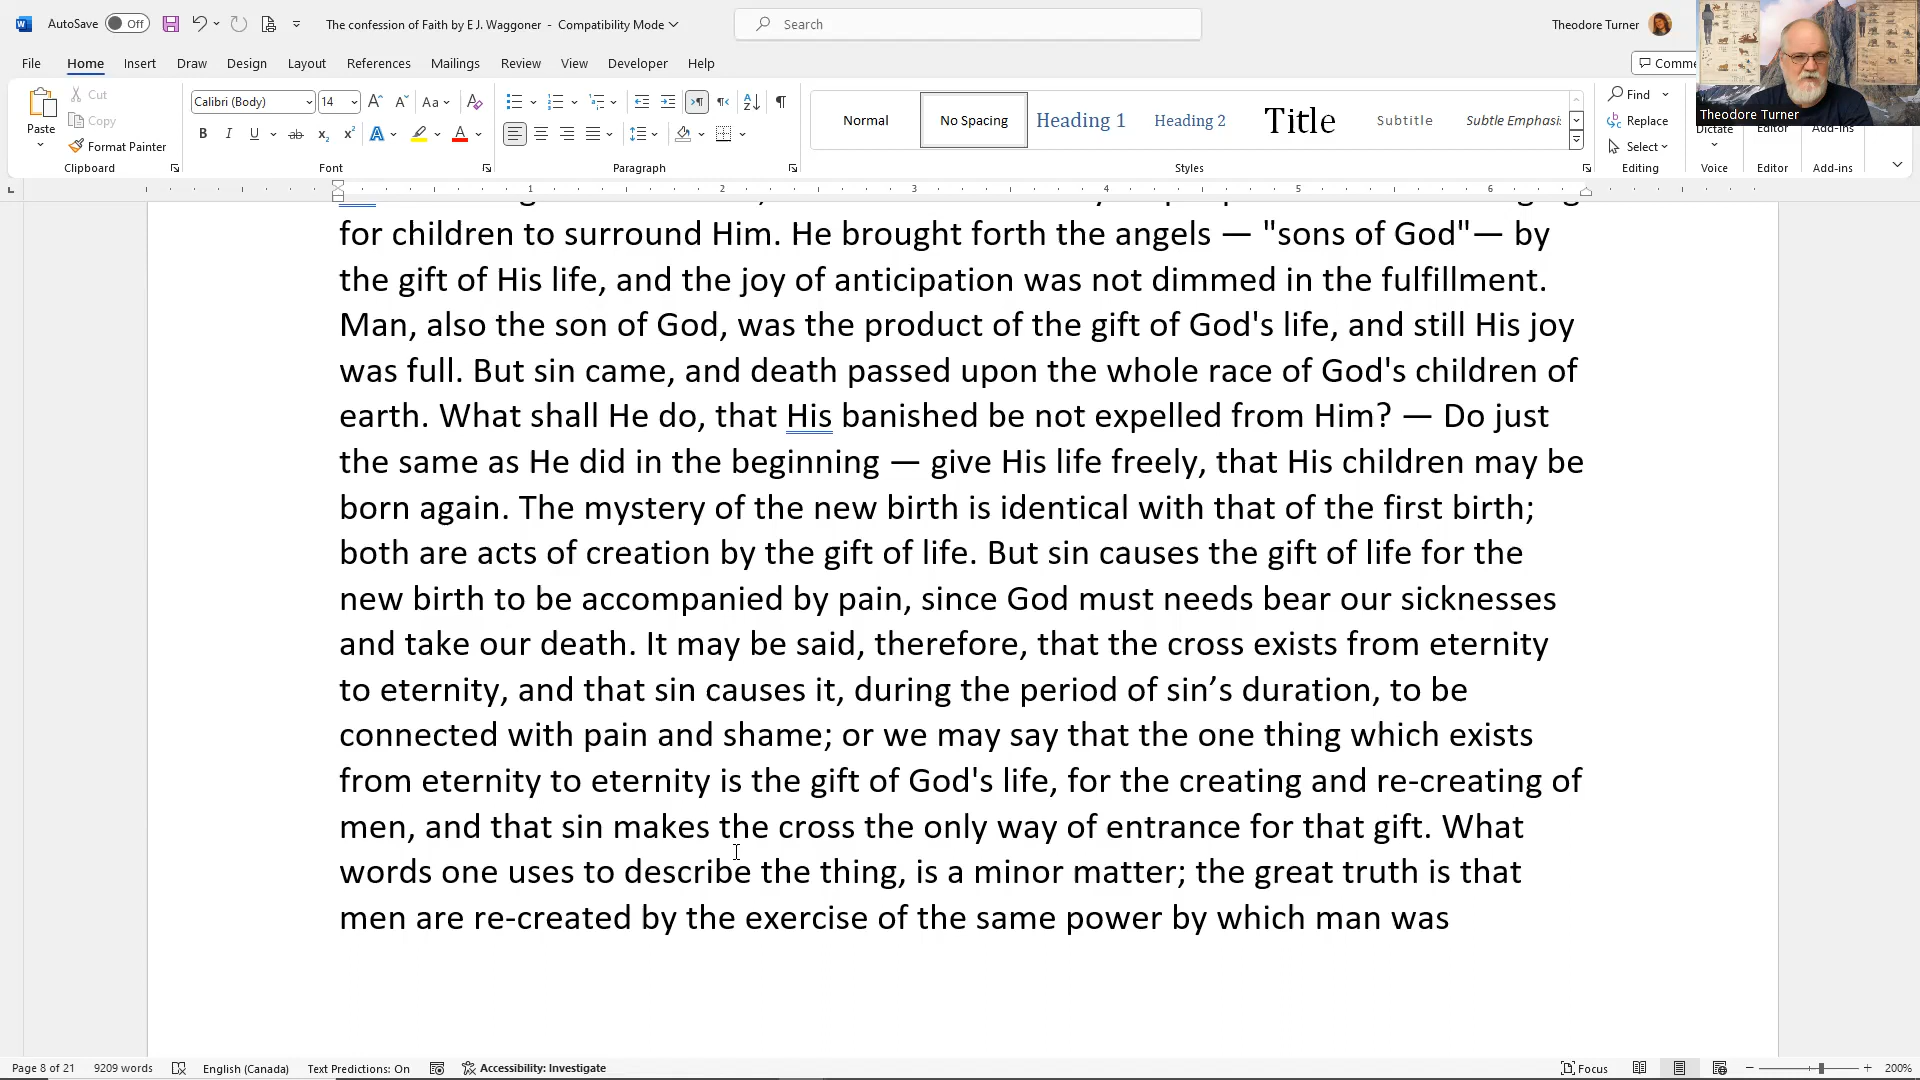 AutoSave Off
The confession of Faith by E J. Waggoner - Compatibility Mode
Search
Theodore Turner
File Home Insert Draw Design Layout References Mailings Review View Developer Help
Comme
Paste
Cut
Copy
Format Painter
Clipboard
Calibri (Body) 14
Font
Paragraph
Normal
No Spacing
Heading 1
Heading 2
Title
Subtitle
Subtle Emphasis
Styles
Find
Replace
Select
Editing
Dictate
Voice
Editor
Editor
Add-ins
Add-ins
Theodore Turner
1 2 3 4 5 6
for children to surround Him. He brought forth the angels — "sons of God"— by
the gift of His life, and the joy of anticipation was not dimmed in the fulfillment.
Man, also the son of God, was the product of the gift of God's life, and still His joy
was full. But sin came, and death passed upon the whole race of God's children of
earth. What shall He do, that His banished be not expelled from Him? — Do just
the same as He did in the beginning — give His life freely, that His children may be
born again. The mystery of the new birth is identical with that of the first birth;
both are acts of creation by the gift of life. But sin causes the gift of life for the
new birth to be accompanied by pain, since God must needs bear our sicknesses
and take our death. It may be said, therefore, that the cross exists from eternity
to eternity, and that sin causes it, during the period of sin’s duration, to be
connected with pain and shame; or we may say that the one thing which exists
from eternity to eternity is the gift of God's life, for the creating and re-creating of
men, and that sin makes the cross the only way of entrance for that gift. What
words one uses to describe the thing, is a minor matter; the great truth is that
men are re-created by the exercise of the same power by which man was
Page 8 of 21 9209 words English (Canada) Text Predictions: On Accessibility: Investigate Focus 200%